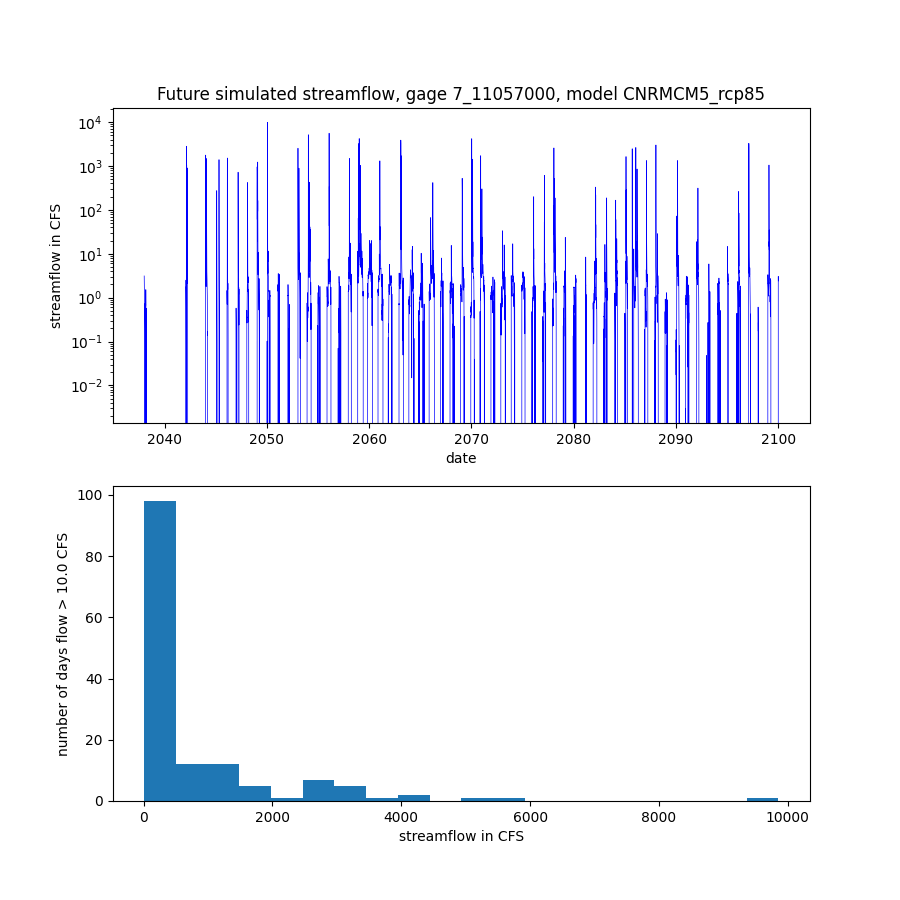 Future simulated streamflow, gage 7_11057000, model CNRMCM5_rcp85
streamflow in CFS
10^4
10^3
10^2
10^1
10^0
10^−1
10^−2
2040 2050 2060 2070 2080 2090 2100
date
number of days flow > 10.0 CFS
100
80
60
40
20
0
0 2000 4000 6000 8000 10000
streamflow in CFS